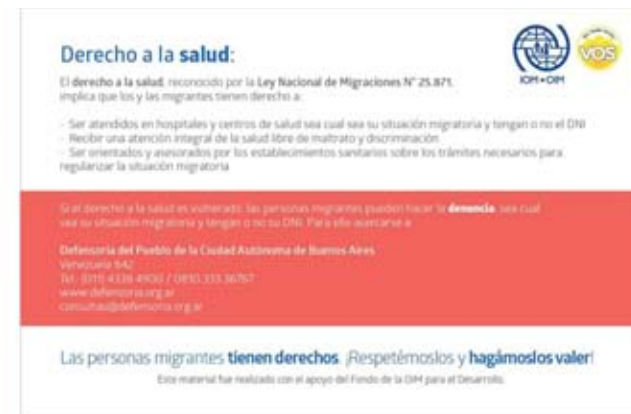 Derecho a la salud:
IOM • OIM
VOS
El derecho a la salud, reconocido por la Ley Nacional de Migraciones N° 25.871,
implica que los y las migrantes tienen derecho a:
- Ser atendidos en hospitales y centros de salud sea cual sea su situación migratoria y tengan o no el DNI
- Recibir una atención integral de la salud libre de maltrato y discriminación
- Ser orientados y asesorados por los establecimientos sanitarios sobre los trámites necesarios para
regularizar la situación migratoria
Si el derecho a la salud es vulnerado, las personas migrantes pueden hacer la denuncia, sea cual
sea su situación migratoria y tengan o no su DNI. Para ello acercarse a:
Defensoría del Pueblo de la Ciudad Autónoma de Buenos Aires
Venezuela 842
Tel.: (011) 4338 4900 / 0810 333 36767
www.defensoria.org.ar
consultas@defensoria.org.ar
Las personas migrantes tienen derechos. ¡Respetémoslos y hagámoslos valer!
Este material fue realizado con el apoyo del Fondo de la OIM para el Desarrollo.